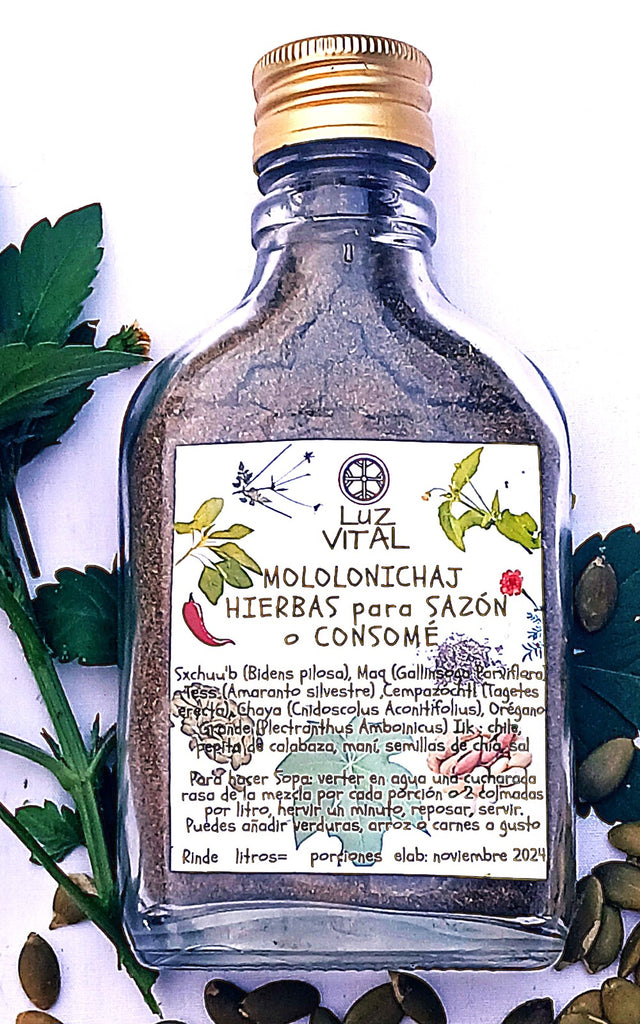 LUZ
VITAL
MOLOLONICHAJ
HIERBAS para SAZÓN
o CONSOMÉ
Sxchuu'b (Bidens pilosa), Maq (Gallinsoga Parviflora)
Tess (Amaranto silvestre) ,Cempazochtl (Tagetes
erecta), Chaya (Cnidoscolus Aconitifolius), Orégano
Grande (Plectranthus Amboinicus) Iik: chile,
pepita de calabaza, maní, semillas de chía, sal
Para hacer Sopa: verter en agua una cucharada
rasa de la mezcla por cada porción o 2 colmadas
por litro, hervir un minuto, reposar, servir.
Puedes añadir verduras, arroz o carnes a gusto
Rinde litros= porciones elab: noviembre 2024